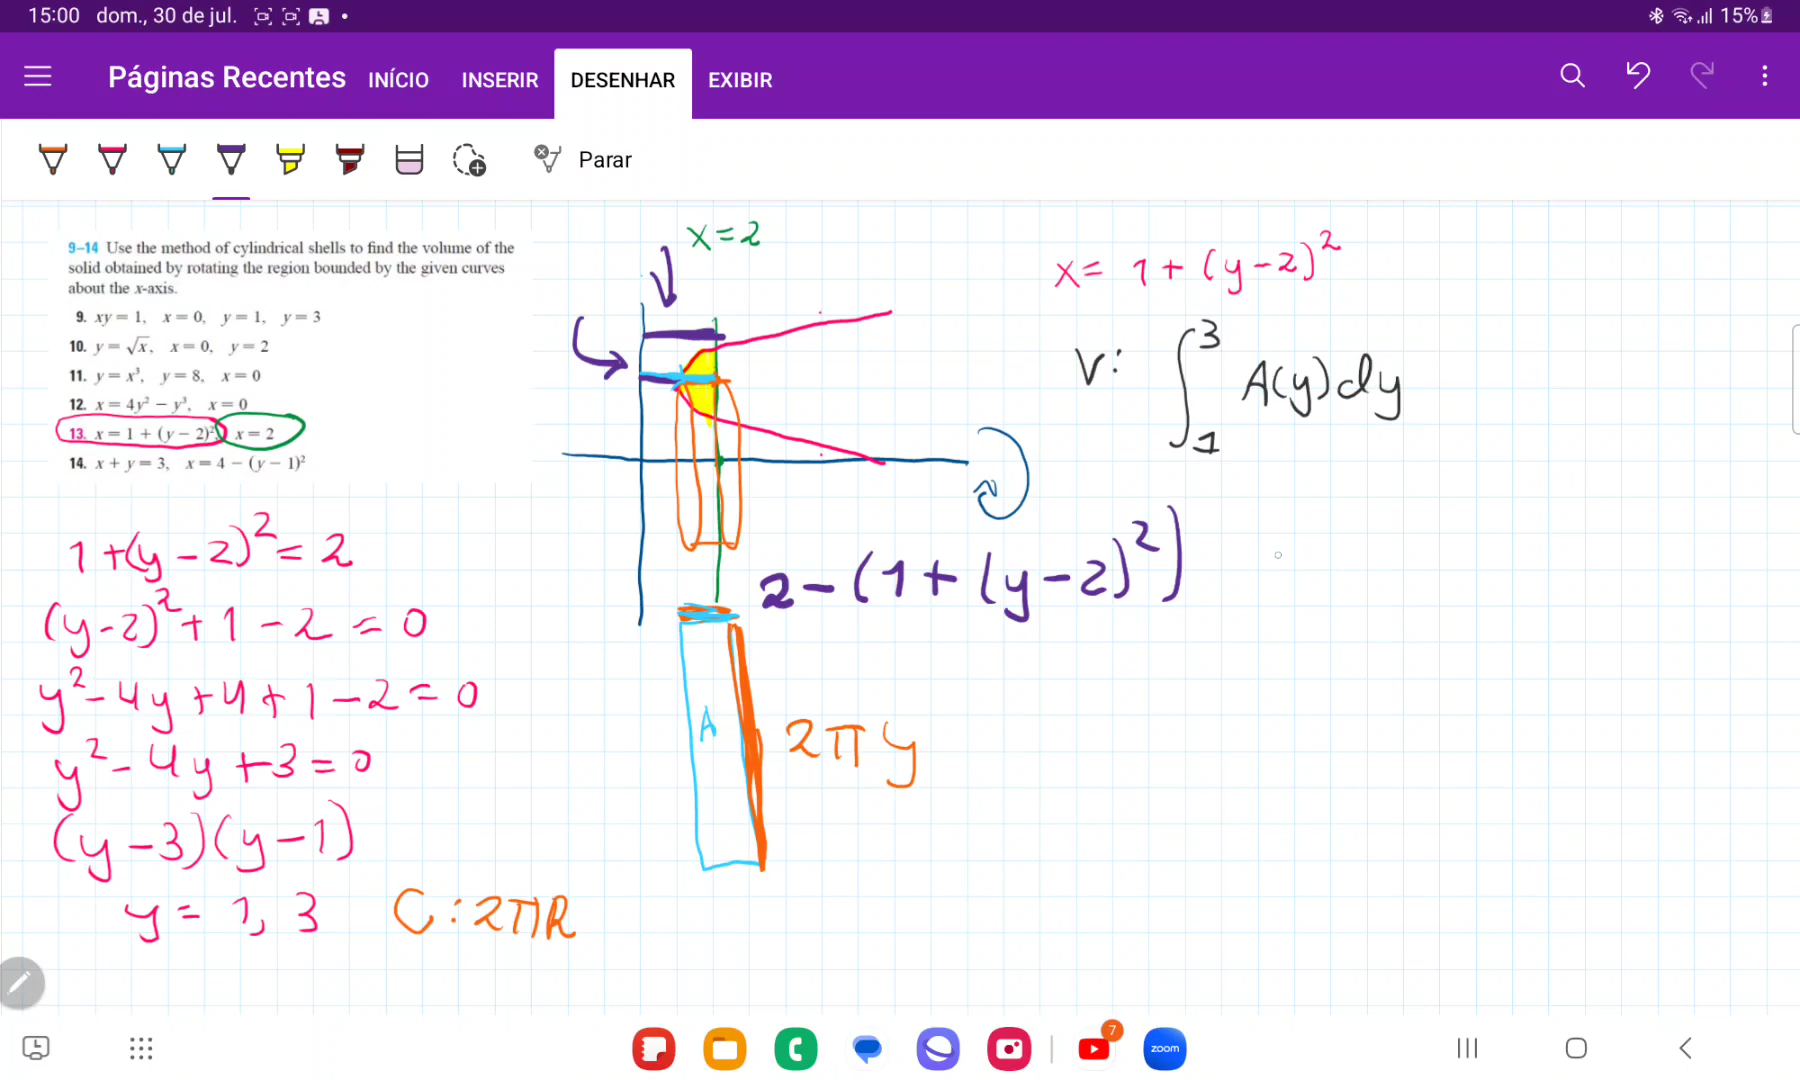 15:00 dom., 30 de jul. 15%
Páginas Recentes INÍCIO INSERIR DESENHAR EXIBIR
Parar
9–14 Use the method of cylindrical shells to find the volume of the
solid obtained by rotating the region bounded by the given curves
about the x-axis.
9. xy = 1, x = 0, y = 1, y = 3
10. y = √x, x = 0, y = 2
11. y = x³, y = 8, x = 0
12. x = 4y² − y³, x = 0
13. x = 1 + (y − 2)², x = 2
14. x + y = 3, x = 4 − (y − 1)²
1 + (y − 2)² = 2
(y − 2)² + 1 − 2 = 0
y² − 4y + 4 + 1 − 2 = 0
y² − 4y + 3 = 0
(y − 3)(y − 1)
y = 1, 3
C : 2πR
x = 2
2 − (1 + (y − 2)²)
A
2πy
x = 1 + (y − 2)²
V: ∫₁³ A(y)dy
7
zoom